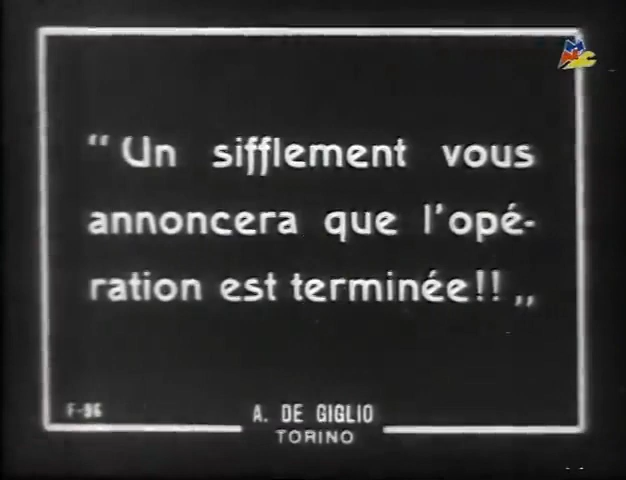 “ Un sifflement vous
annoncera que l'opé-
ration est terminée!! „
F-96
A. DE GIGLIO
TORINO